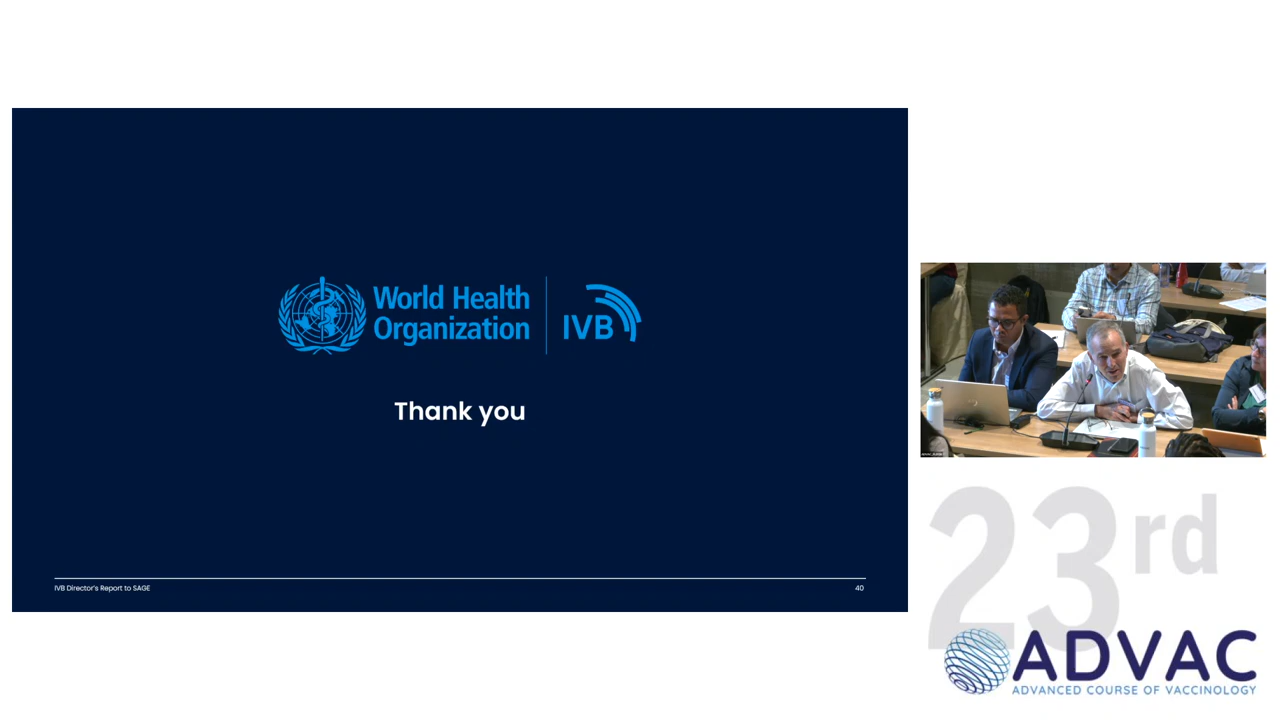 World Health
Organization
IVB
Thank you
IVB Director's Report to SAGE
40
23rd
ADVAC
ADVANCED COURSE OF VACCINOLOGY